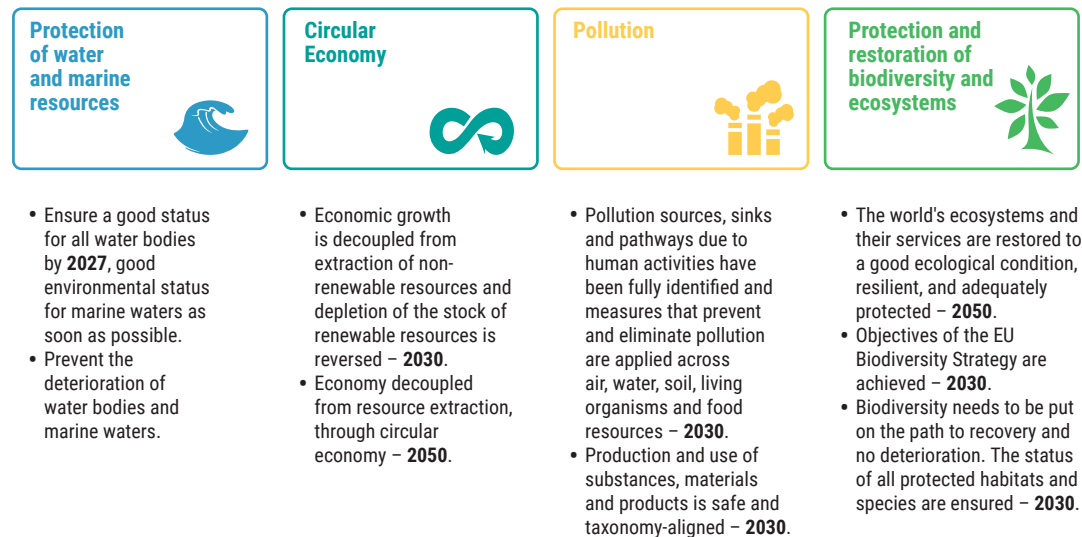 Protection
of water
and marine
resources
Circular
Economy
Pollution
Protection and
restoration of
biodiversity and
ecosystems
• Ensure a good status
for all water bodies
by 2027, good
environmental status
for marine waters as
soon as possible.
• Prevent the
deterioration of
water bodies and
marine waters.
• Economic growth
is decoupled from
extraction of non-
renewable resources and
depletion of the stock of
renewable resources is
reversed – 2030.
• Economy decoupled
from resource extraction,
through circular
economy – 2050.
• Pollution sources, sinks
and pathways due to
human activities have
been fully identified and
measures that prevent
and eliminate pollution
are applied across
air, water, soil, living
organisms and food
resources – 2030.
• Production and use of
substances, materials
and products is safe and
taxonomy-aligned – 2030.
• The world's ecosystems and
their services are restored to
a good ecological condition,
resilient, and adequately
protected – 2050.
• Objectives of the EU
Biodiversity Strategy are
achieved – 2030.
• Biodiversity needs to be put
on the path to recovery and
no deterioration. The status
of all protected habitats and
species are ensured – 2030.